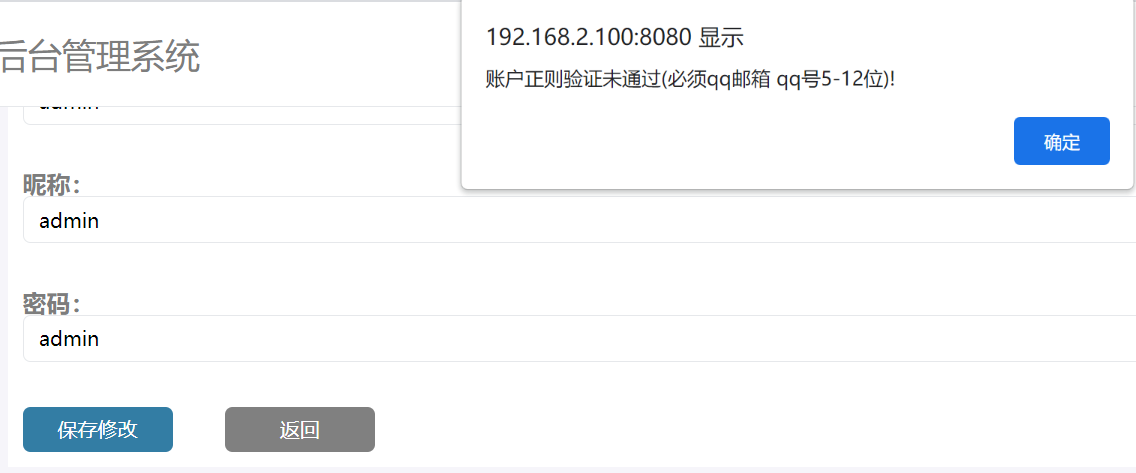 192.168.2.100:8080 显示
账户正则验证未通过(必须qq邮箱 qq号5-12位)!
确定
后台管理系统
admin
昵称：
admin
密码：
admin
保存修改
返回